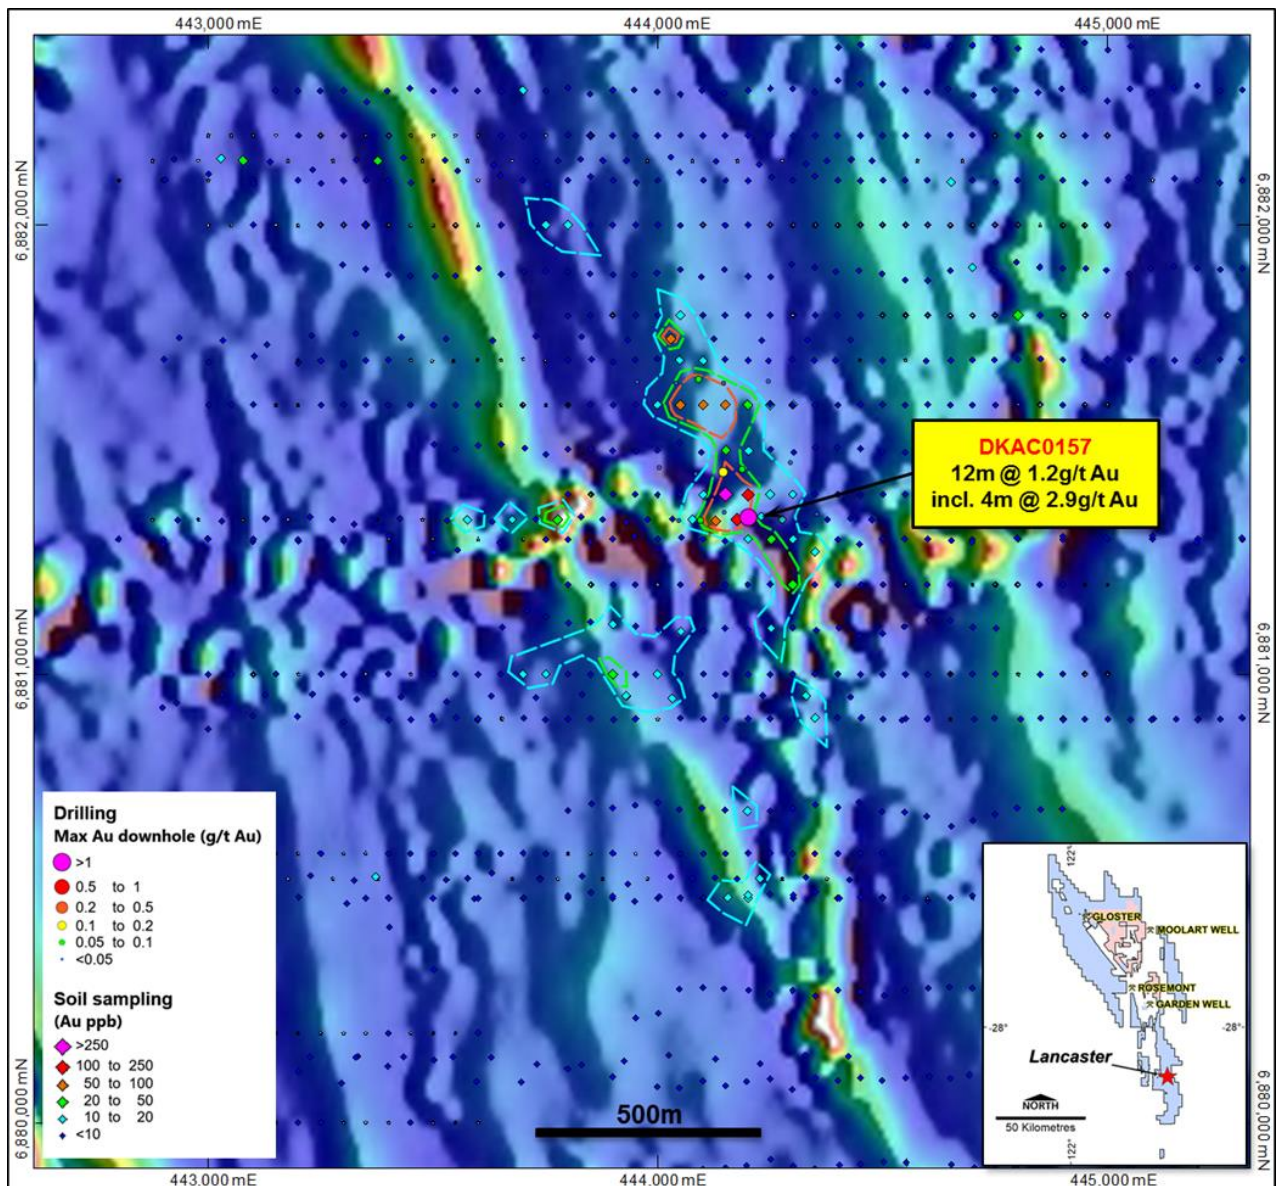 443,000 mE
444,000 mE
445,000 mE
6,882,000 mN
6,882,000 mN
DKAC0157
12m @ 1.2g/t Au
incl. 4m @ 2.9g/t Au
6,881,000 mN
6,881,000 mN
Drilling
Max Au downhole (g/t Au)
>1
0.5 to 1
0.2 to 0.5
0.1 to 0.2
0.05 to 0.1
<0.05
Soil sampling
(Au ppb)
>250
100 to 250
50 to 100
20 to 50
10 to 20
<10
122°
GLOSTER
MOOLART WELL
ROSEMONT
GARDEN WELL
-28°
-28°
Lancaster
NORTH
50 Kilometres
122°
500m
6,880,000 mN
6,880,000 mN
443,000 mE
444,000 mE
445,000 mE